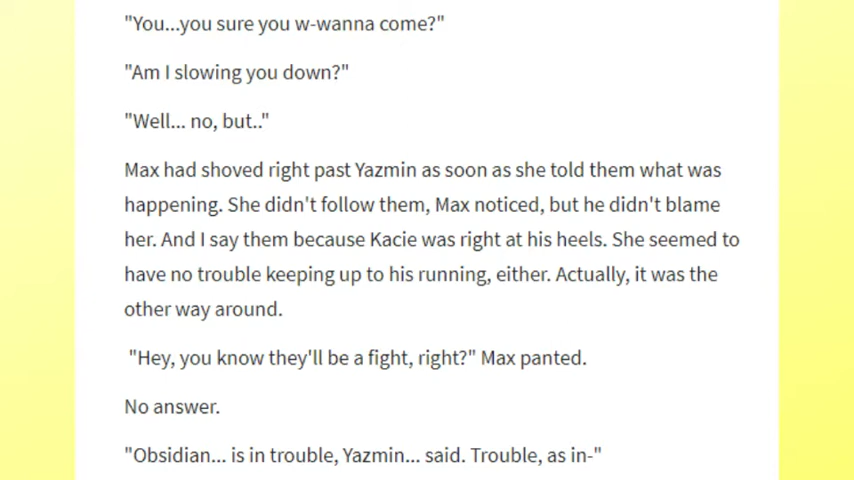 "You...you sure you w-wanna come?"
"Am I slowing you down?"
"Well... no, but.."
Max had shoved right past Yazmin as soon as she told them what was
happening. She didn't follow them, Max noticed, but he didn't blame
her. And I say them because Kacie was right at his heels. She seemed to
have no trouble keeping up to his running, either. Actually, it was the
other way around.
"Hey, you know they'll be a fight, right?" Max panted.
No answer.
"Obsidian... is in trouble, Yazmin... said. Trouble, as in-"